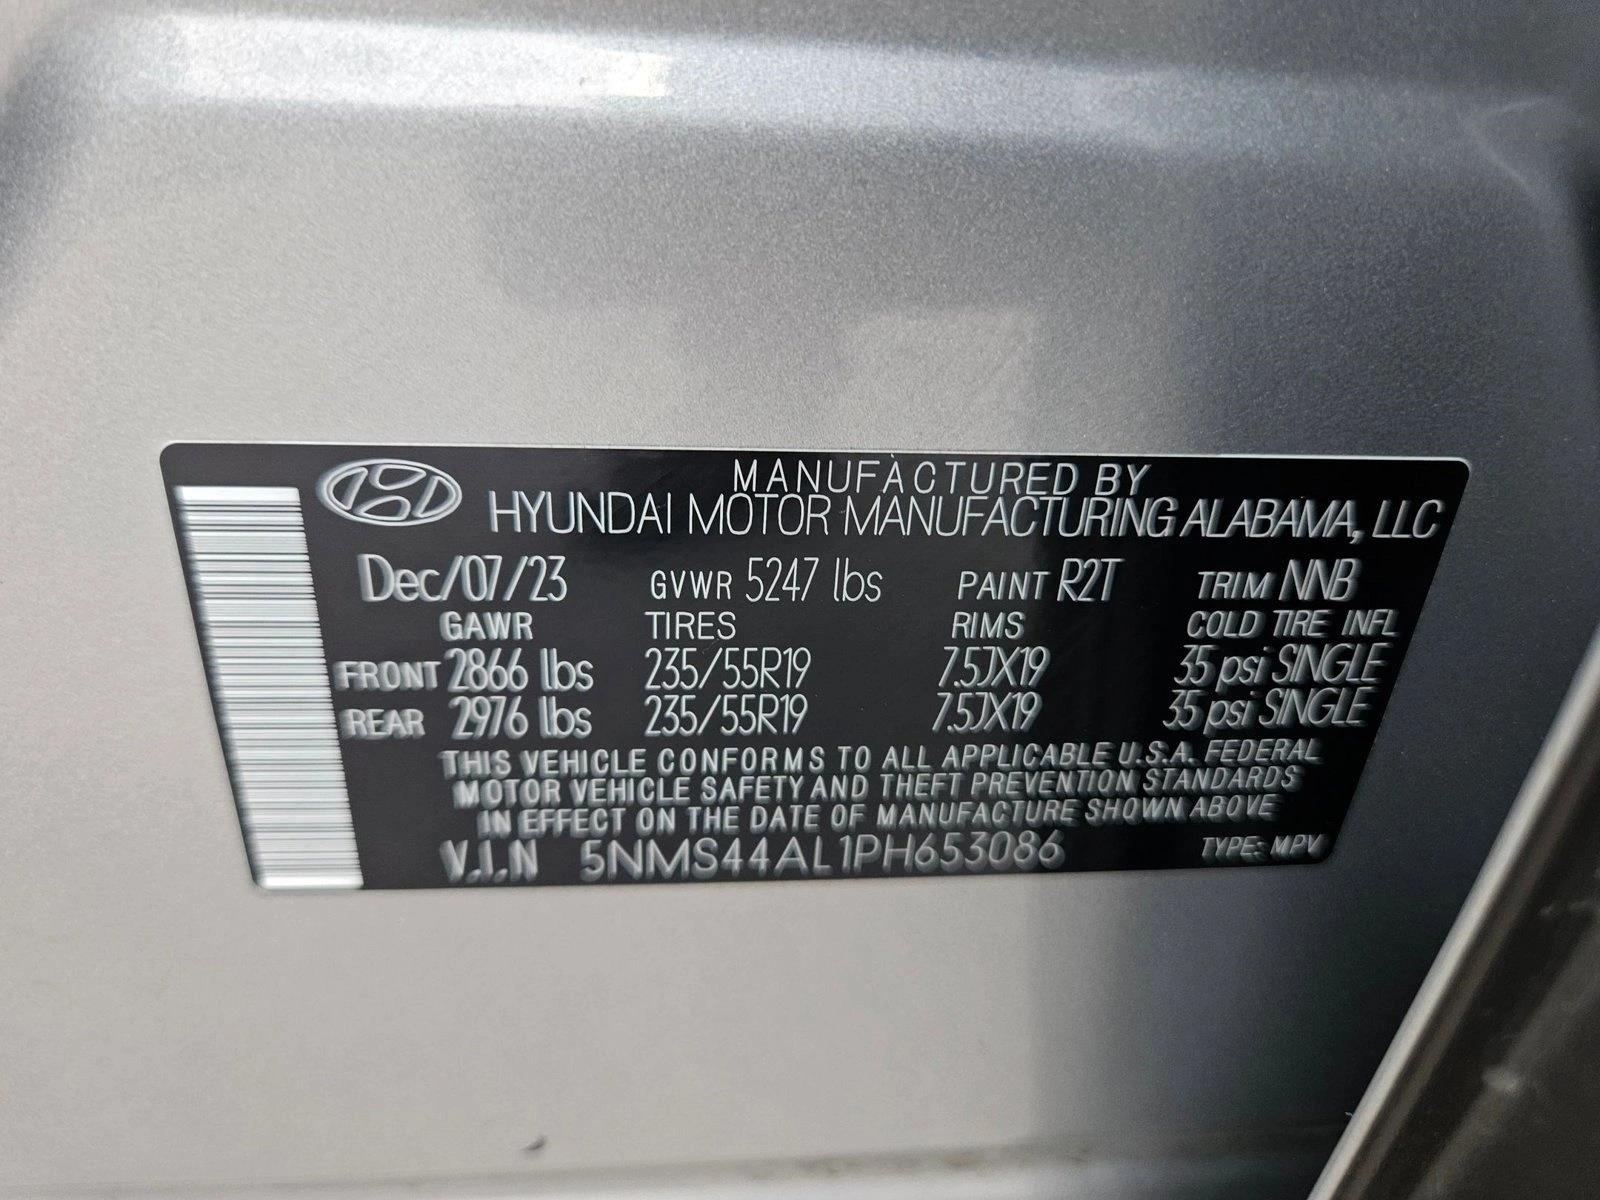 MANUFACTURED BY
HYUNDAI MOTOR MANUFACTURING ALABAMA, LLC
Dec/07/23 GVWR 5247 lbs PAINT R2T TRIM NNB
GAWR TIRES RIMS COLD TIRE INFL
FRONT 2866 lbs 235/55R19 7.5JX19 35 psi SINGLE
REAR 2976 lbs 235/55R19 7.5JX19 35 psi SINGLE
THIS VEHICLE CONFORMS TO ALL APPLICABLE U.S.A. FEDERAL
MOTOR VEHICLE SAFETY AND THEFT PREVENTION STANDARDS
IN EFFECT ON THE DATE OF MANUFACTURE SHOWN ABOVE
V.I.N 5NMS44AL1PH653086 TYPE: MPV